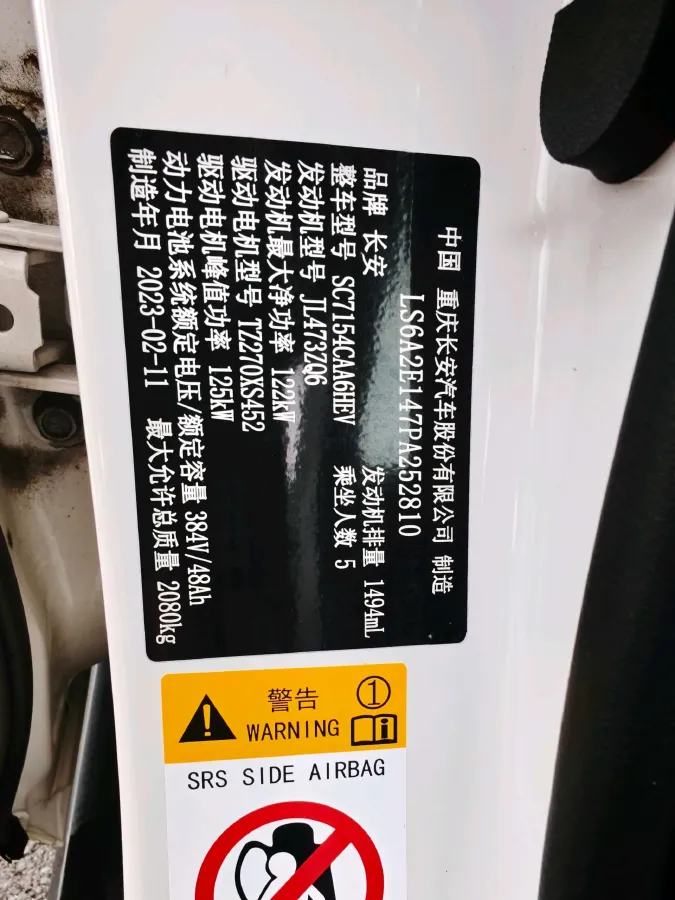 中国 重庆长安汽车股份有限公司 制造
LS6A2E147PA252810
品牌 长安 发动机排量 1494mL
整车型号 SC7154CAA6HEV 乘坐人数 5
发动机型号 JL473ZQ6
发动机最大净功率 122kW
驱动电机型号 TZ270XS452
驱动电机峰值功率 125kW
动力电池系统额定电压/额定容量 384V/48Ah
制造年月 2023-02-11 最大允许总质量 2080kg
警告 1
WARNING i
SRS SIDE AIRBAG